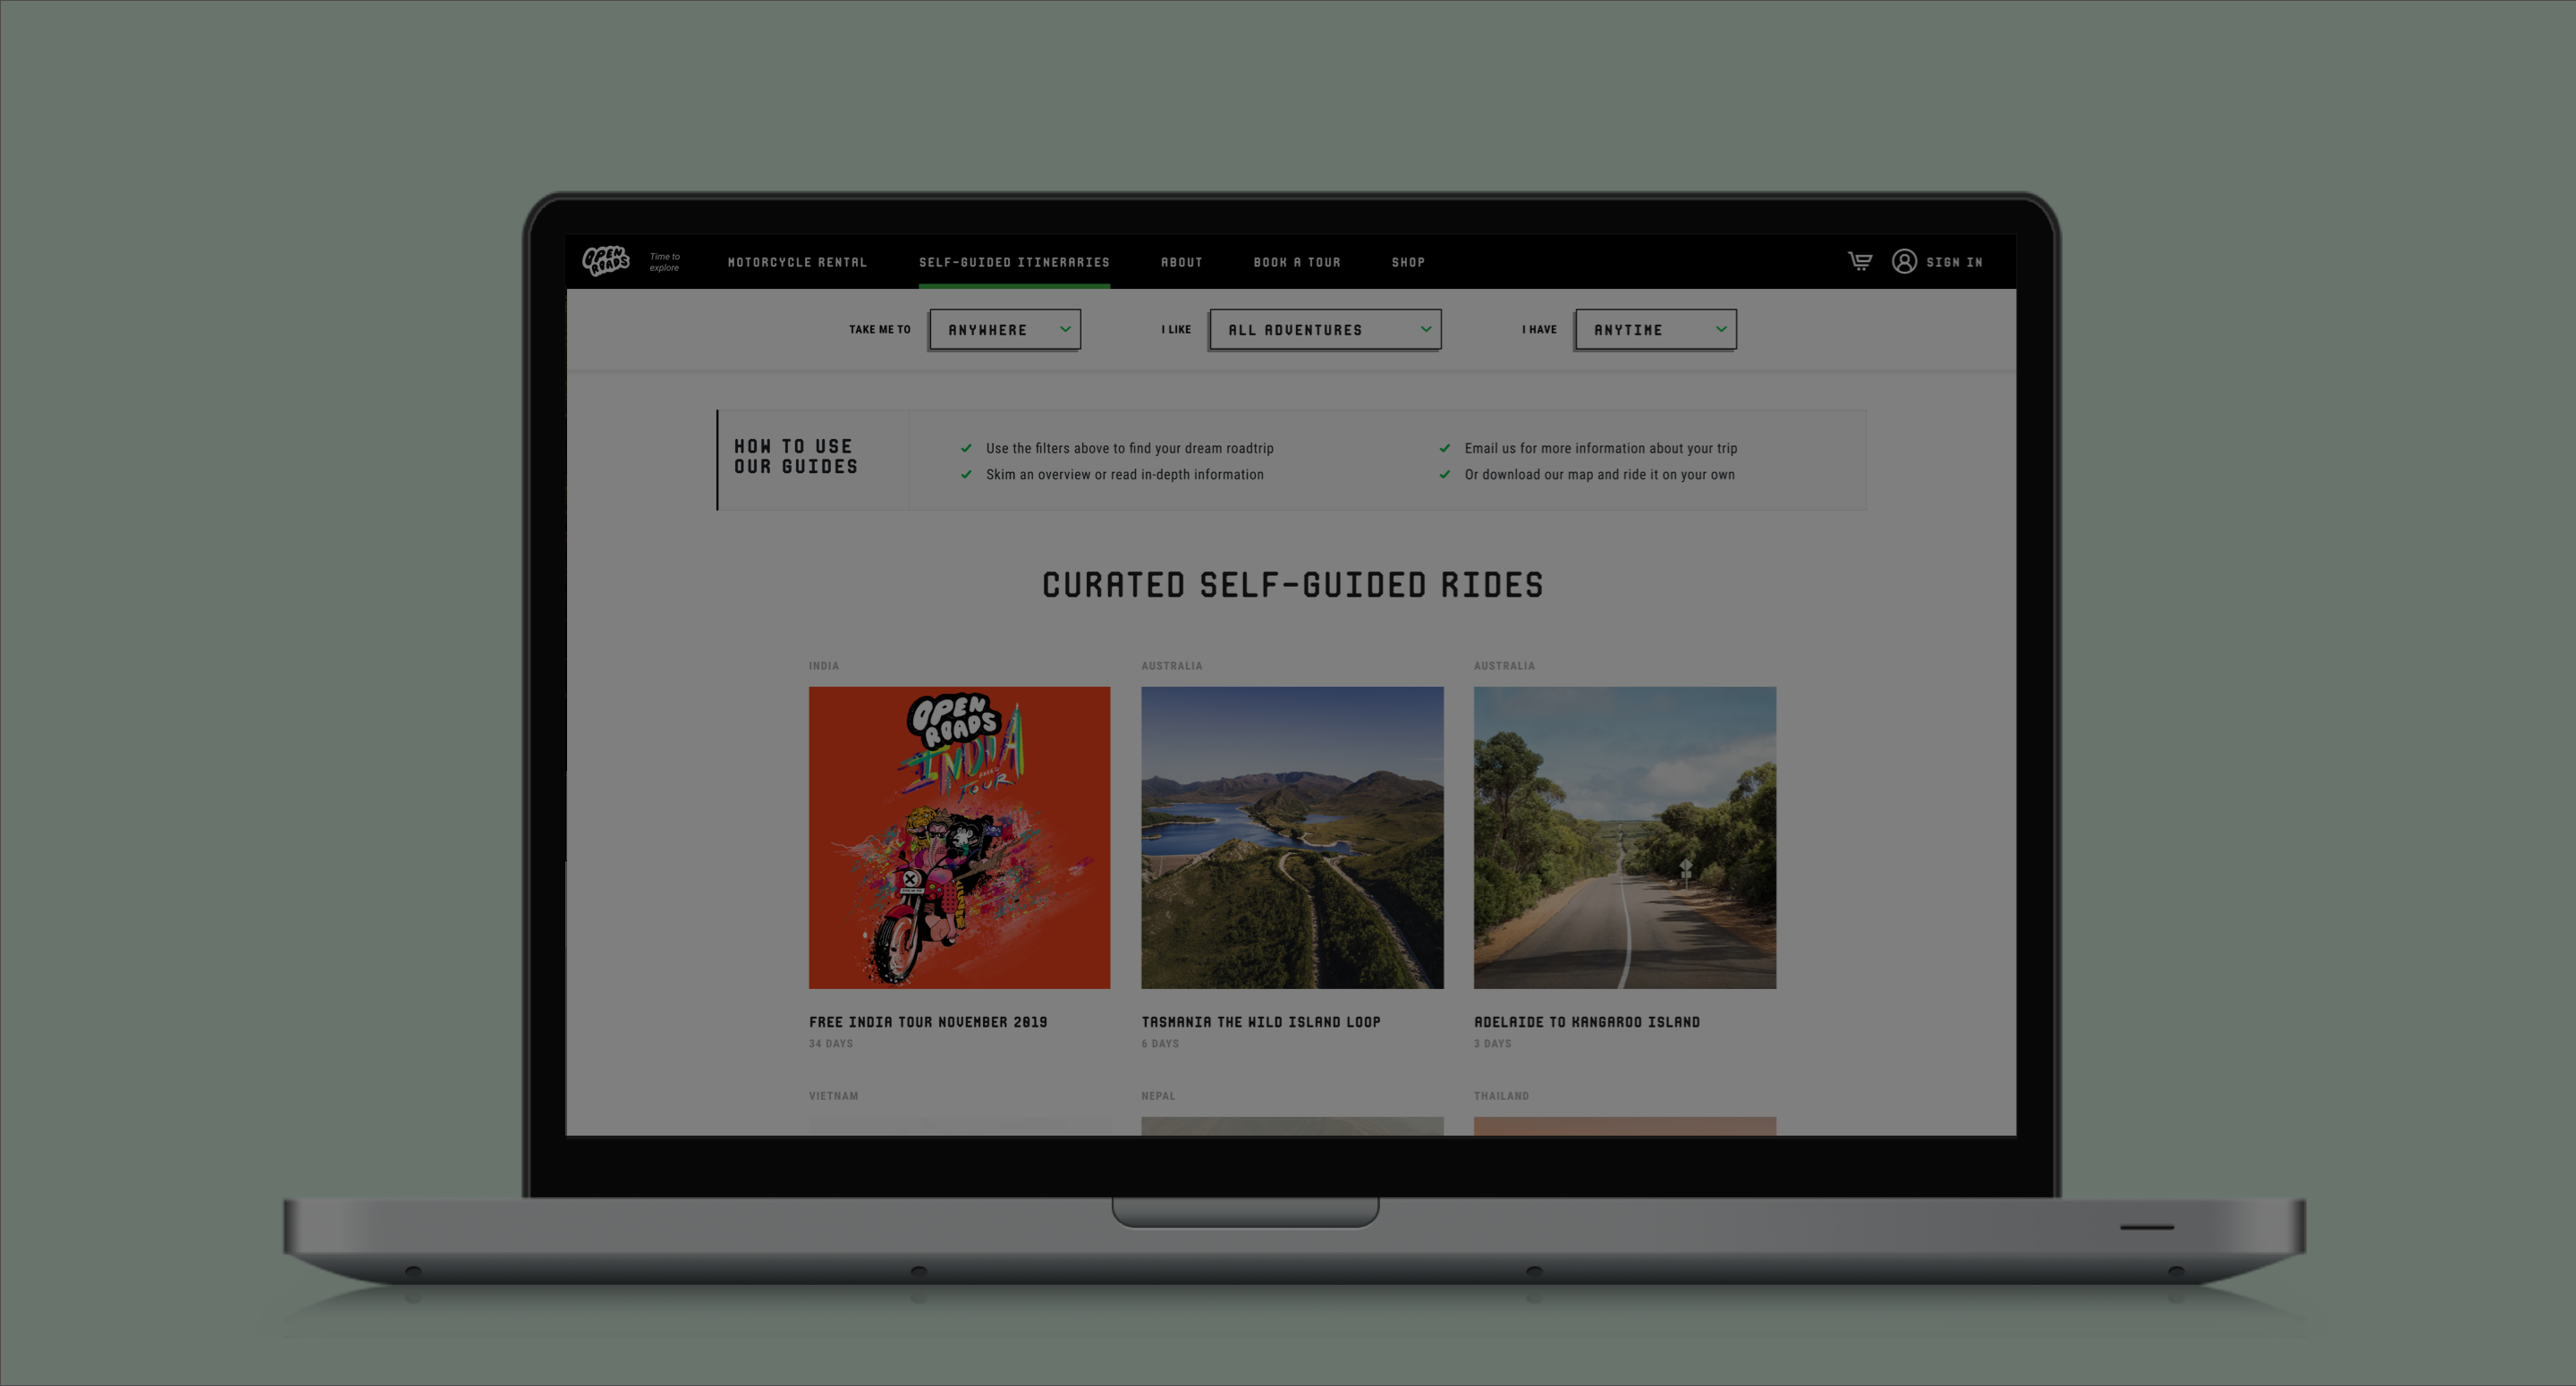 OPEN
ROADS
Time to
explore
MOTORCYCLE RENTAL
SELF-GUIDED ITINERARIES
ABOUT
BOOK A TOUR
SHOP
SIGN IN
TAKE ME TO
ANYWHERE
I LIKE
ALL ADVENTURES
I HAVE
ANYTIME
HOW TO USE
OUR GUIDES
Use the filters above to find your dream roadtrip
Skim an overview or read in-depth information
Email us for more information about your trip
Or download our map and ride it on your own
CURATED SELF-GUIDED RIDES
INDIA
OPEN
ROADS
INDIA
TOUR
FREE INDIA TOUR NOVEMBER 2019
34 DAYS
AUSTRALIA
TASMANIA THE WILD ISLAND LOOP
6 DAYS
AUSTRALIA
ADELAIDE TO KANGAROO ISLAND
3 DAYS
VIETNAM
NEPAL
THAILAND